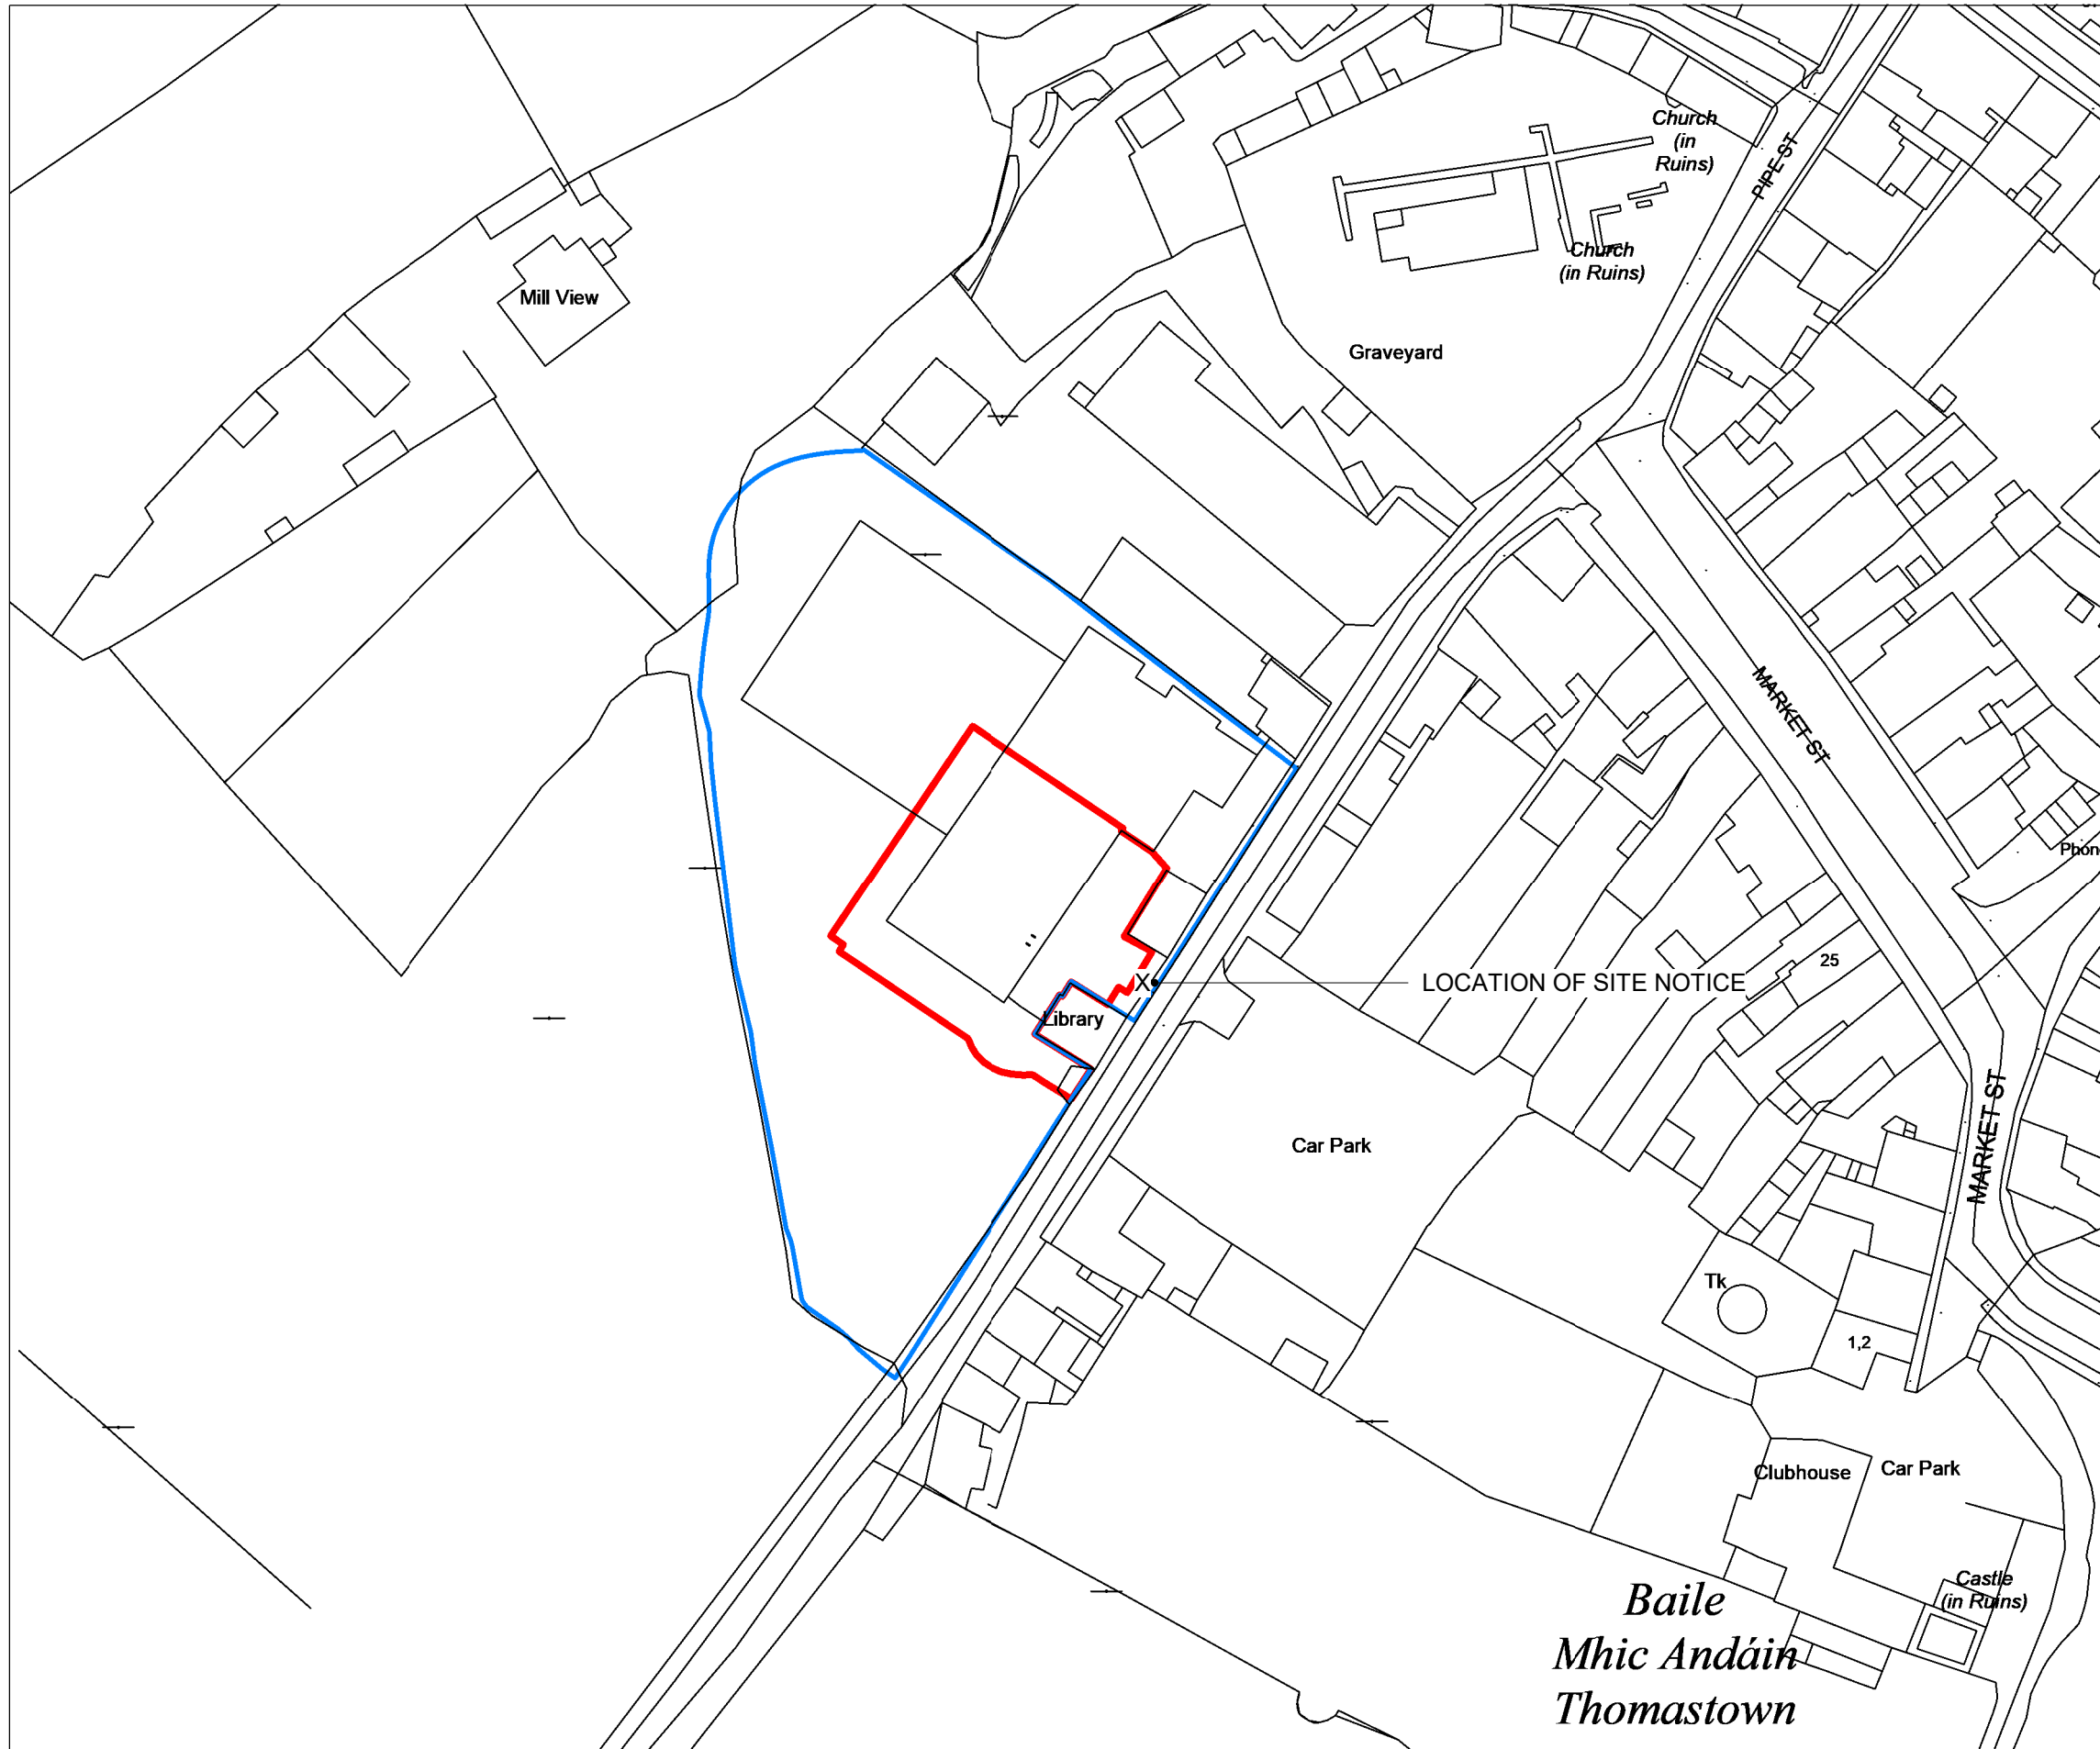 Church
(in
Ruins)
PIPE ST
Church
(in Ruins)
Mill View
Graveyard
MARKET ST
25
X
LOCATION OF SITE NOTICE
Library
MARKET ST
Car Park
Tk
1,2
Clubhouse
Car Park
Castle
(in Ruins)
Baile
Mhic Andáin
Thomastown